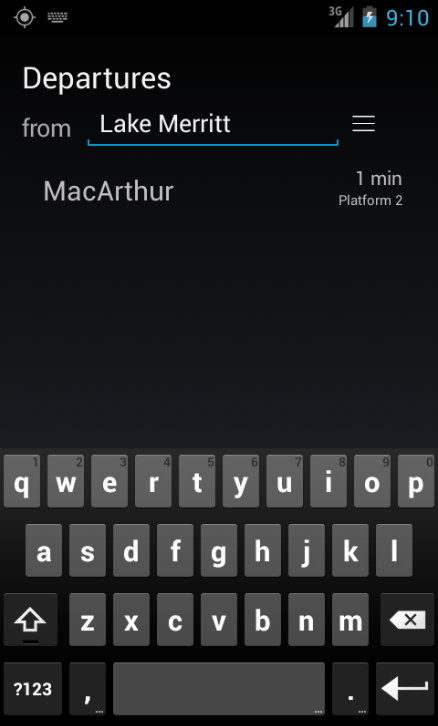 3G 9:10
Departures
from Lake Merritt
MacArthur 1 min
Platform 2
1 2 3 4 5 6 7 8 9 0
q w e r t y u i o p
a s d f g h j k l
z x c v b n m
?123 , ... ... . ...